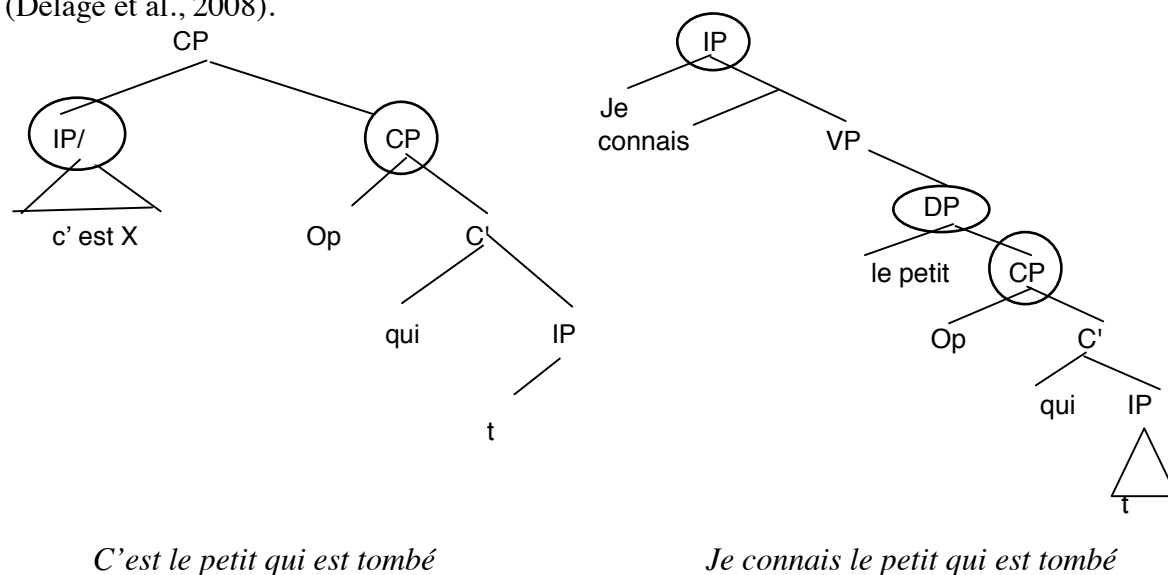 (Delage et al., 2008).
CP
IP/
CP
c' est X
Op
C'
qui
IP
t
C'est le petit qui est tombé
IP
Je
connais
VP
DP
le petit
CP
Op
C'
qui
IP
t
Je connais le petit qui est tombé